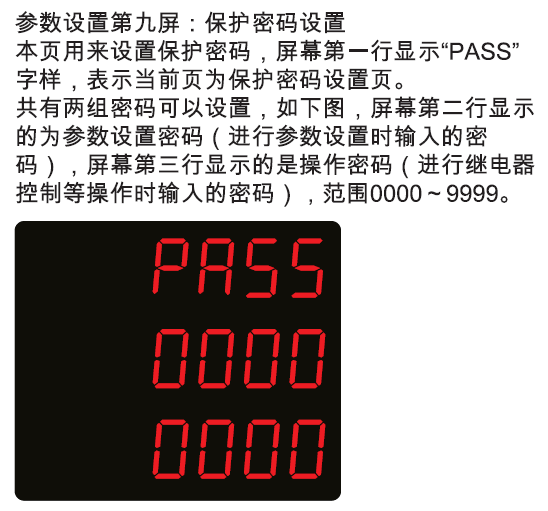 参数设置第九屏：保护密码设置
本页用来设置保护密码，屏幕第一行显示“PASS”
字样，表示当前页为保护密码设置页。
共有两组密码可以设置，如下图，屏幕第二行显示
的为参数设置密码（进行参数设置时输入的密
码），屏幕第三行显示的是操作密码（进行继电器
控制等操作时输入的密码），范围0000～9999。
PASS
0000
0000